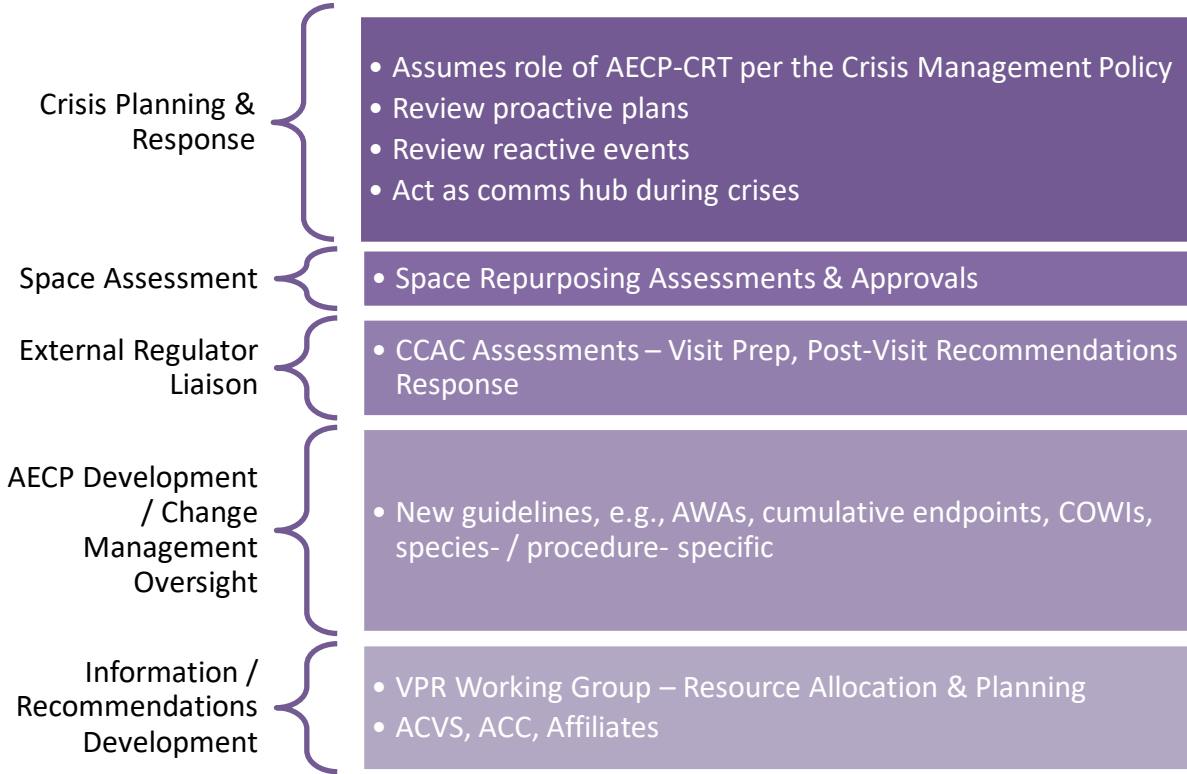 Crisis Planning &
Response
• Assumes role of AECP-CRT per the Crisis Management Policy
• Review proactive plans
• Review reactive events
• Act as comms hub during crises
Space Assessment
• Space Repurposing Assessments & Approvals
External Regulator
Liaison
• CCAC Assessments – Visit Prep, Post-Visit Recommendations
Response
AECP Development
/ Change
Management
Oversight
• New guidelines, e.g., AWAs, cumulative endpoints, COWIs,
species- / procedure- specific
Information /
Recommendations
Development
• VPR Working Group – Resource Allocation & Planning
• ACVS, ACC, Affiliates